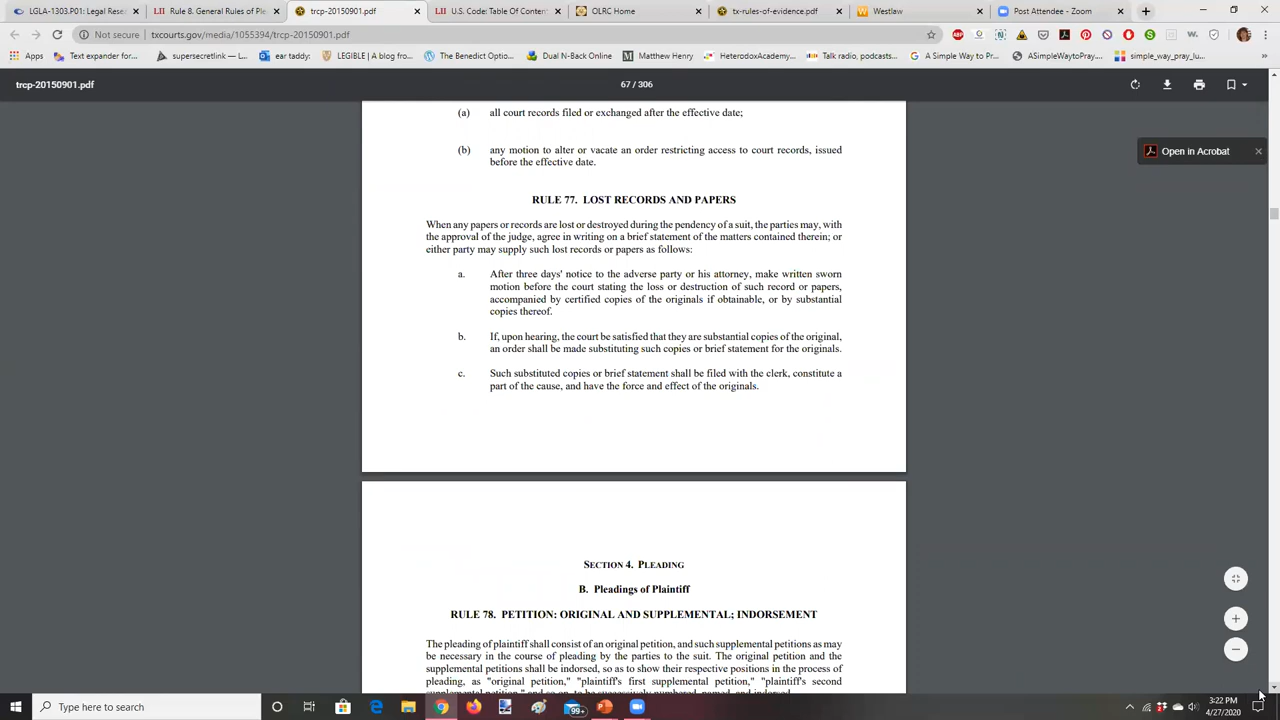 LGLA-1303.P01: Legal Rese
LII Rule 8. General Rules of Ple
trcp-20150901.pdf
LII U.S. Code: Table Of Content
OLRC Home
tx-rules-of-evidence.pdf
Westlaw
Post Attendee - Zoom
Not secure | txcourts.gov/media/1055394/trcp-20150901.pdf
Apps
Text expander for...
supersecretlink :)
ear taddy:
LEGIBLE | a blog by...
The Benedict Optio...
Dual N-Back Online
Matthew Henry
HeterodoxAcademy...
Talk radio, podcasts...
A Simple WaytoPr...
ASimpleWaytoPray....
simple_way_pray_lu...
trcp-20150901.pdf
67 / 306
Open in Acrobat
(a) all court records filed or exchanged after the effective date;
(b) any motion to alter or vacate an order restricting access to court records, issued
before the effective date.
RULE 77. LOST RECORDS AND PAPERS
When any papers or records are lost or destroyed during the pendency of a suit, the parties may, with
the approval of the judge, agree in writing on a brief statement of the matters contained therein; or
either party may supply such lost records or papers as follows:
a. After three days' notice to the adverse party or his attorney, make written sworn
motion before the court stating the loss or destruction of such record or papers,
accompanied by certified copies of the originals if obtainable, or by substantial
copies thereof.
b. If, upon hearing, the court be satisfied that they are substantial copies of the original,
an order shall be made substituting such copies or brief statement for the originals.
c. Such substituted copies or brief statement shall be filed with the clerk, constitute a
part of the cause, and have the force and effect of the originals.
SECTION 4. PLEADING
B. Pleadings of Plaintiff
RULE 78. PETITION: ORIGINAL AND SUPPLEMENTAL; INDORSEMENT
The pleading of plaintiff shall consist of an original petition, and such supplemental petitions as may
be necessary in the course of pleading by the parties to the suit. The original petition and the
supplemental petitions shall be indorsed, so as to show their respective positions in the process of
pleading, as "original petition," "plaintiff's first supplemental petition," "plaintiff's second
supplemental petition," and so on, to be successively numbered, named, and indorsed.
Type here to search
99+
3:22 PM
4/27/2020